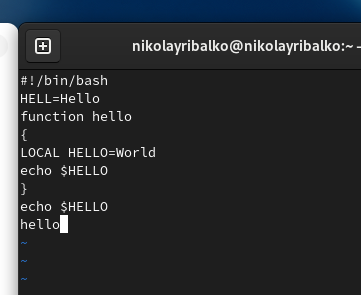 nikolayribalko@nikolayribalko:~
#!/bin/bash
HELL=Hello
function hello
{
LOCAL HELLO=World
echo $HELLO
}
echo $HELLO
hello
~
~
~